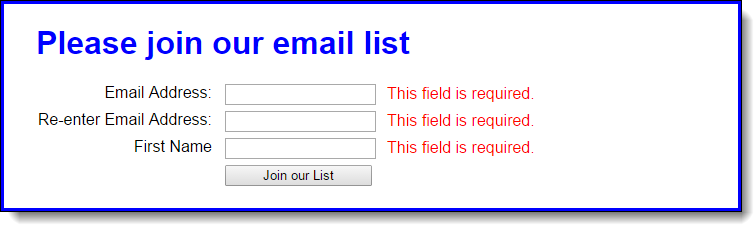 Please join our email list
Email Address: This field is required.
Re-enter Email Address: This field is required.
First Name This field is required.
Join our List